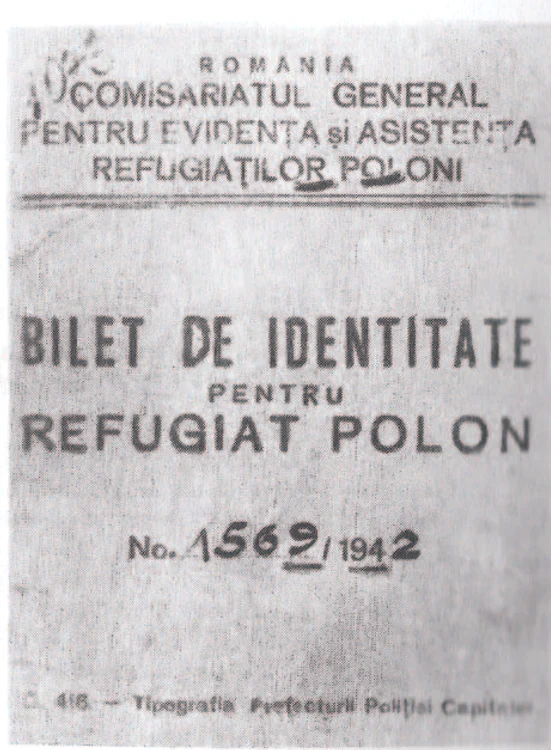 ROMANIA
COMISARIATUL GENERAL
PENTRU EVIDENȚA și ASISTENȚA
REFUGIAȚILOR POLONI
BILET DE IDENTITATE
PENTRU
REFUGIAT POLON
No. 1569/1942
416. – Tipografia Prefecturii Poliției Capitalei